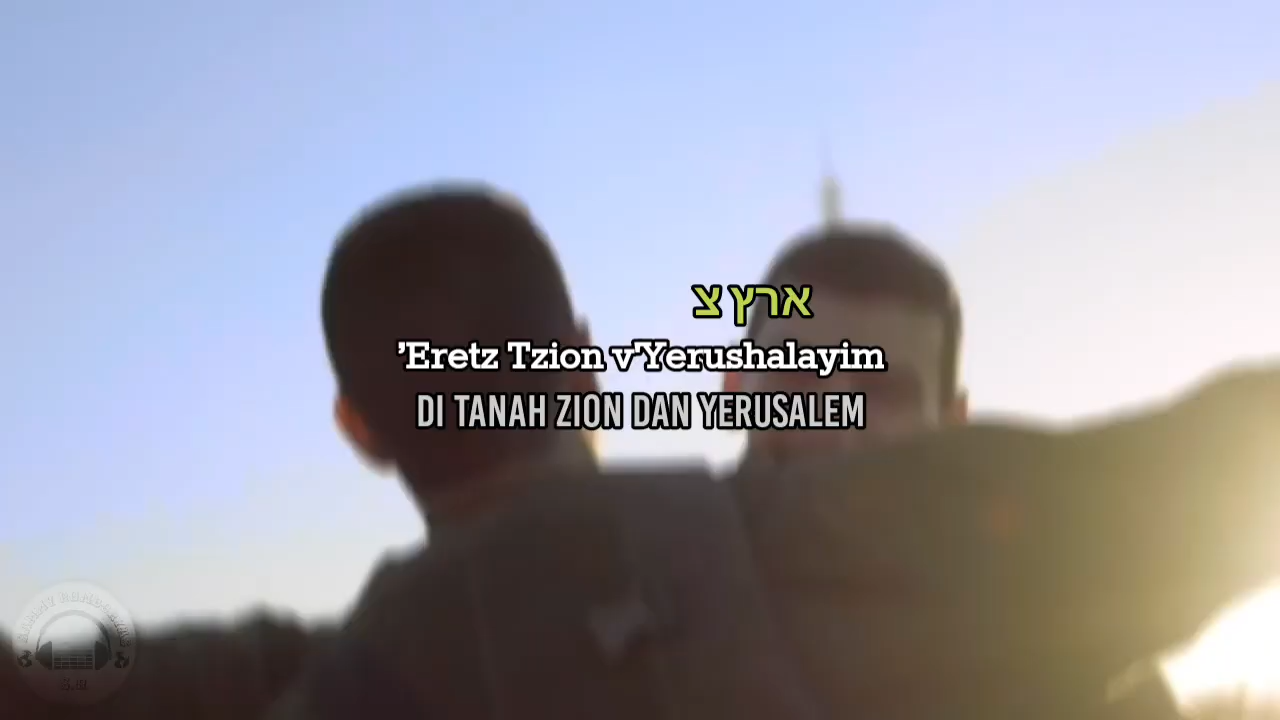 ארץ צ
’Eretz Tzion v'Yerushalayim
DI TANAH ZION DAN YERUSALEM